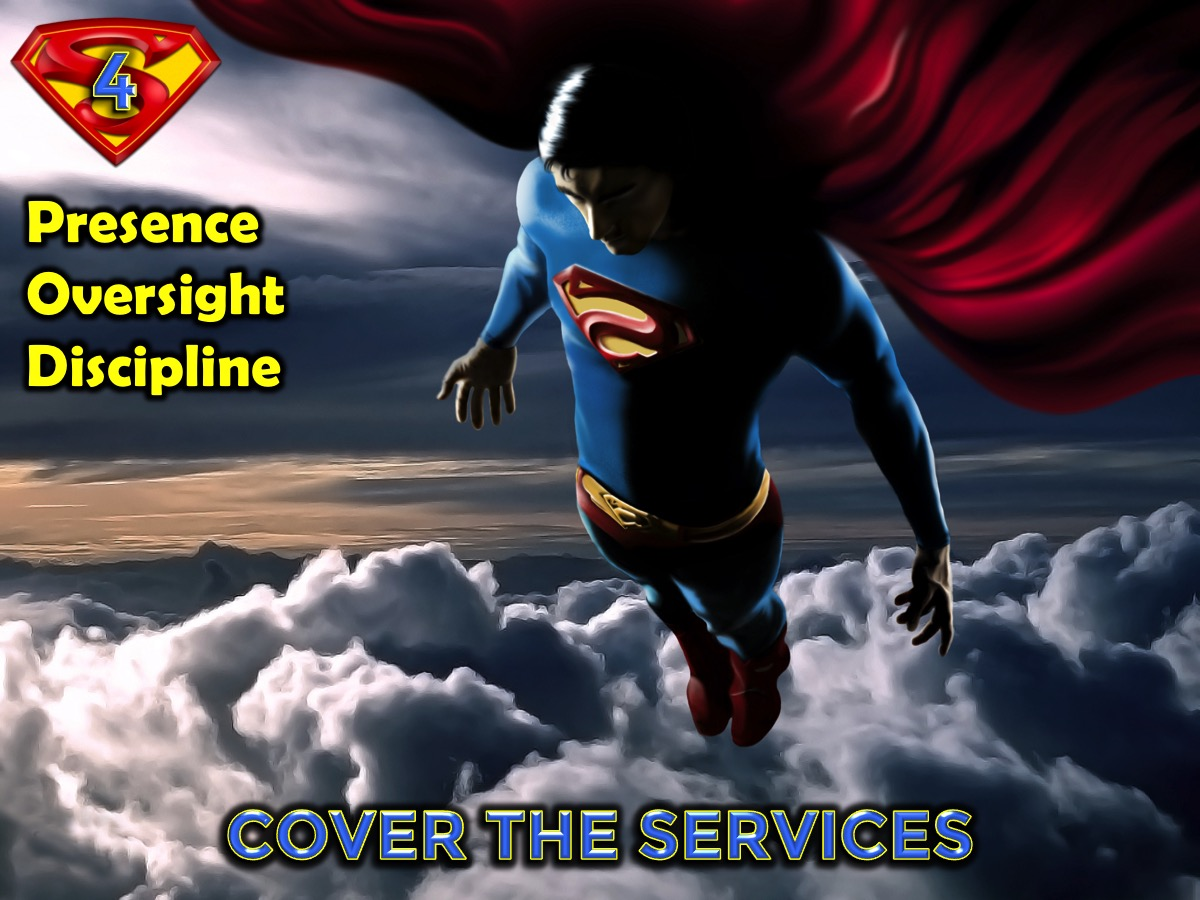 4
Presence
Oversight
Discipline
COVER THE SERVICES